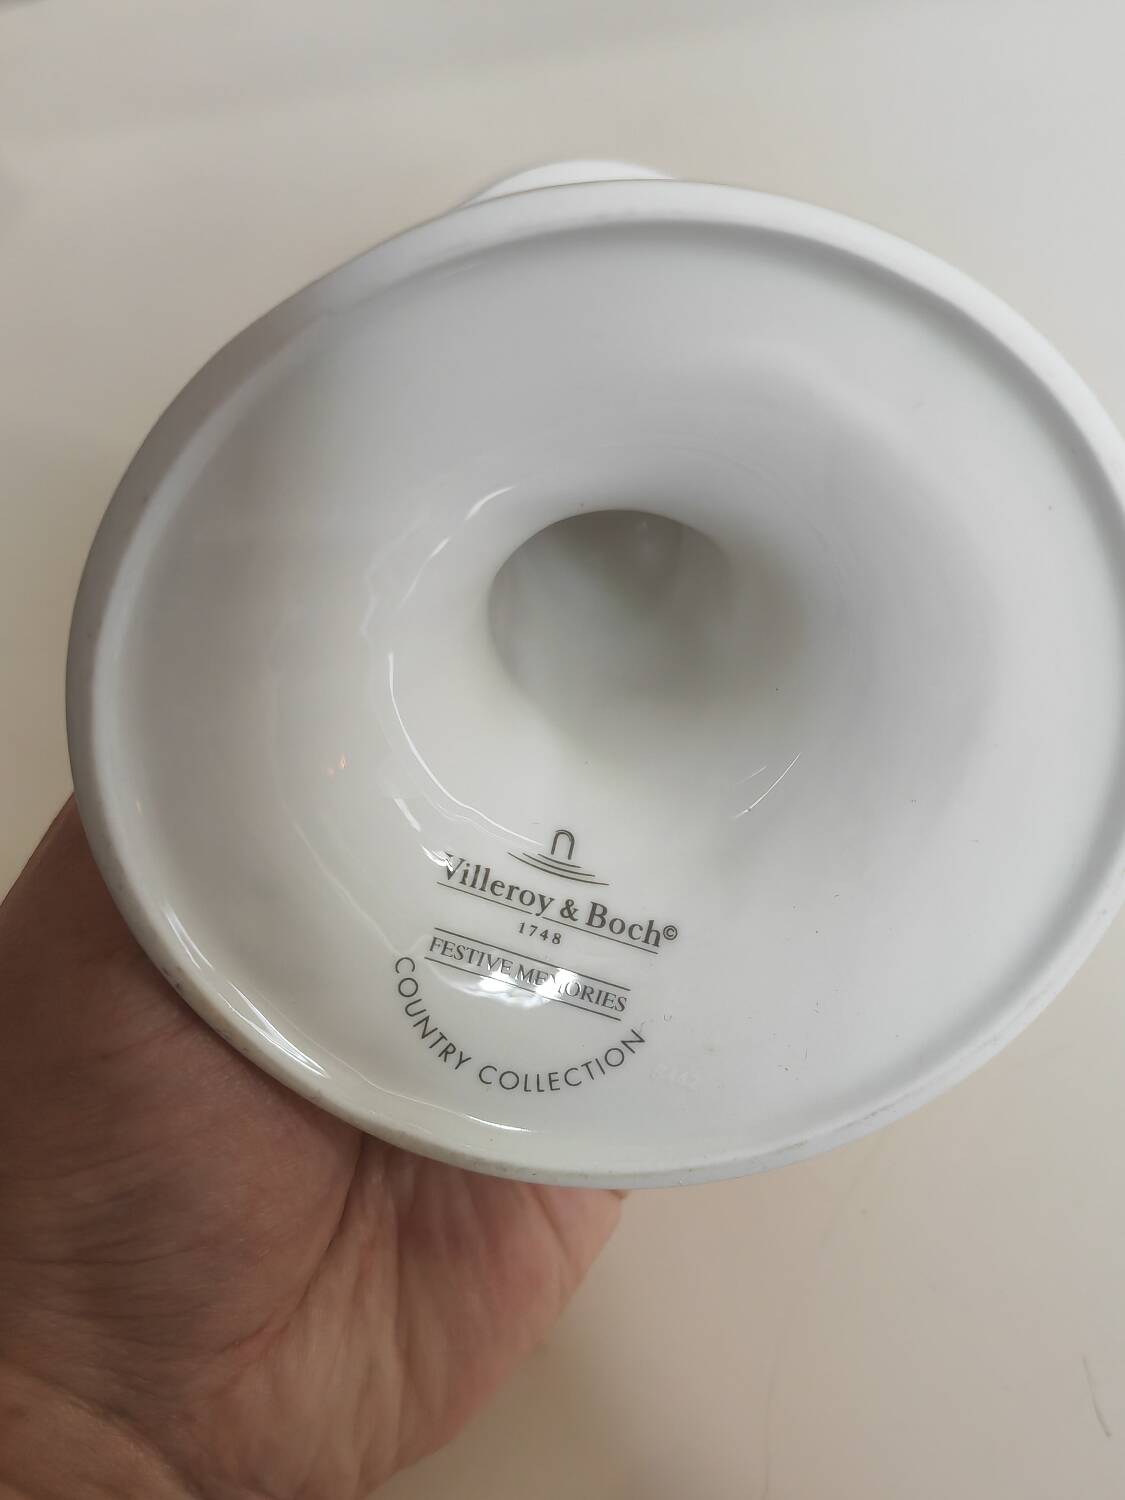 Villeroy & Boch©
1748
FESTIVE MEMORIES
COUNTRY COLLECTION